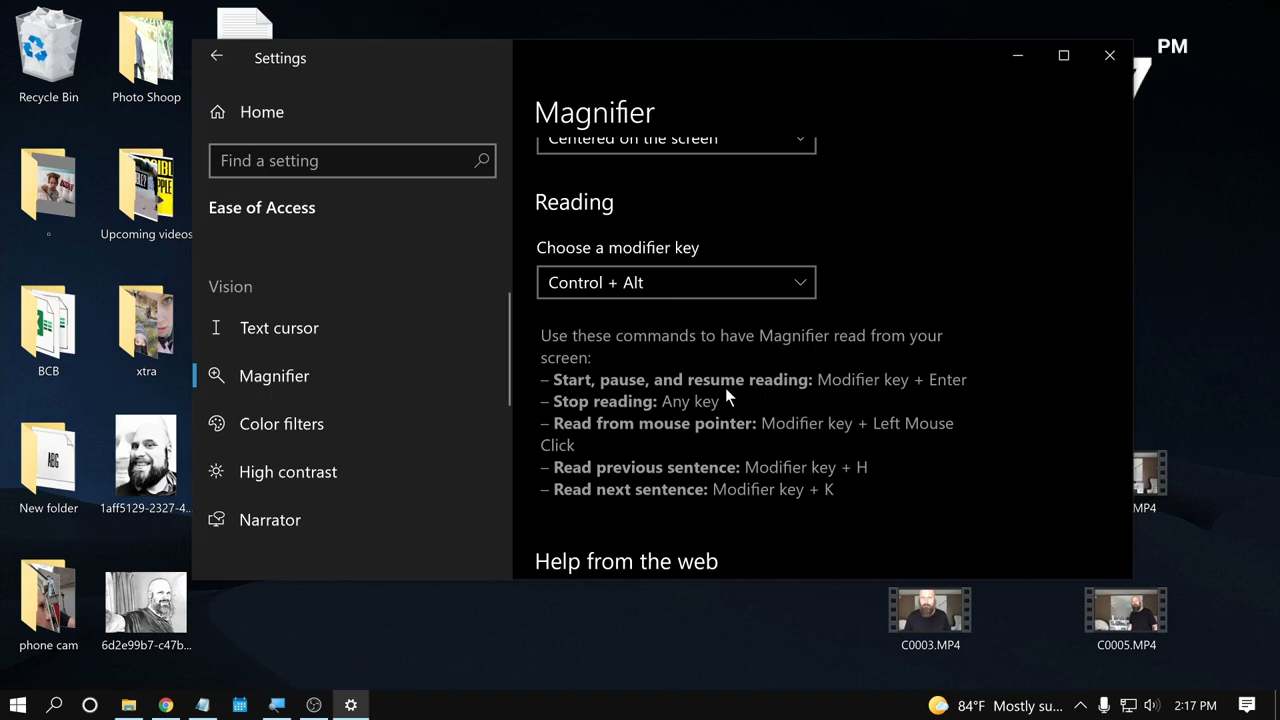 PM
7
Recycle Bin
Photo Shoop
Upcoming videos
BCB
xtra
New folder
1aff5129-2327-4...
phone cam
6d2e99b7-c47b...
Settings
Home
Find a setting
Ease of Access
Vision
Text cursor
Magnifier
Color filters
High contrast
Narrator
Magnifier
Centered on the screen
Reading
Choose a modifier key
Control + Alt
Use these commands to have Magnifier read from your
screen:
– Start, pause, and resume reading: Modifier key + Enter
– Stop reading: Any key
– Read from mouse pointer: Modifier key + Left Mouse
Click
– Read previous sentence: Modifier key + H
– Read next sentence: Modifier key + K
Help from the web
MP4
C0003.MP4
C0005.MP4
84°F Mostly su...
2:17 PM